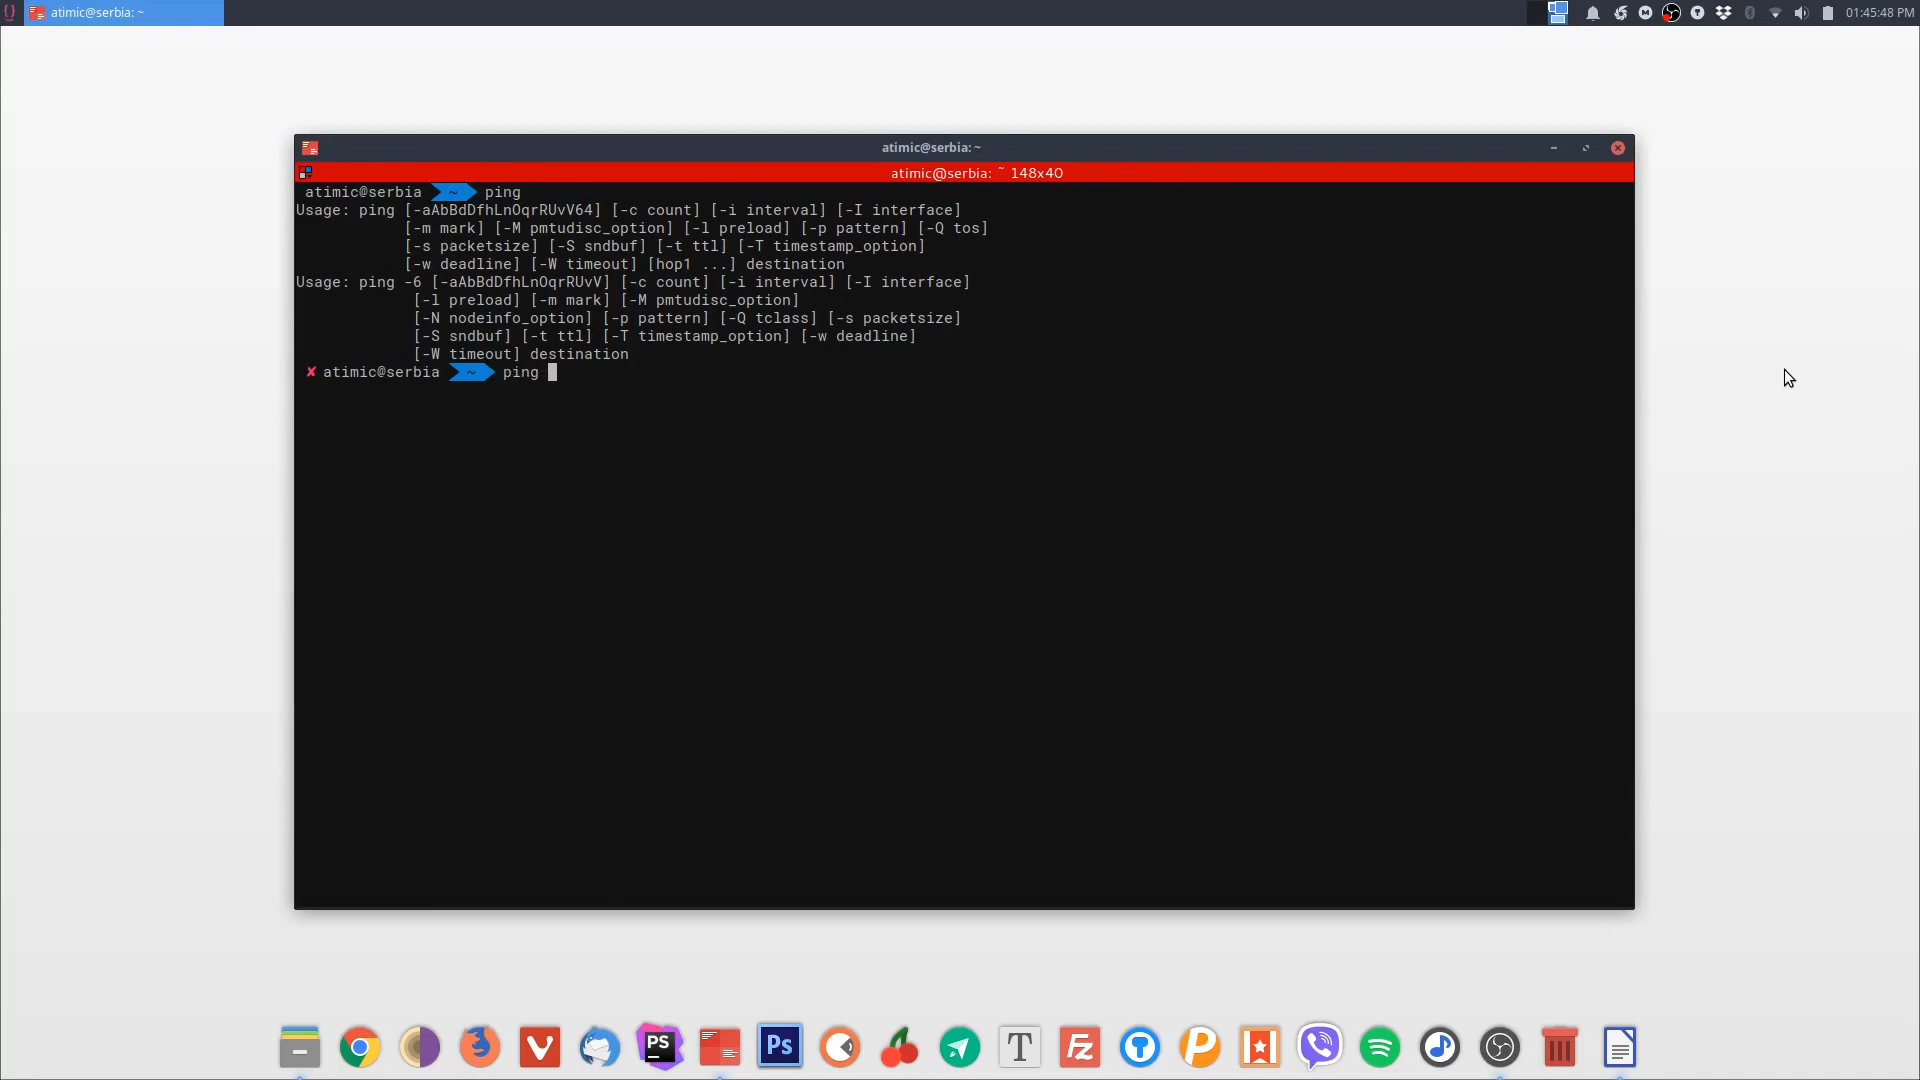 atimic@serbia: ~
01:45:48 PM
atimic@serbia: ~
atimic@serbia: ~ 148x40
atimic@serbia ~ ping
Usage: ping [-aAbBdDfhLnOqrRUvV64] [-c count] [-i interval] [-I interface]
[-m mark] [-M pmtudisc_option] [-l preload] [-p pattern] [-Q tos]
[-s packetsize] [-S sndbuf] [-t ttl] [-T timestamp_option]
[-w deadline] [-W timeout] [hop1 ...] destination
Usage: ping -6 [-aAbBdDfhLnOqrRUvV] [-c count] [-i interval] [-I interface]
[-l preload] [-m mark] [-M pmtudisc_option]
[-N nodeinfo_option] [-p pattern] [-Q tclass] [-s packetsize]
[-S sndbuf] [-t ttl] [-T timestamp_option] [-w deadline]
[-W timeout] destination
✘ atimic@serbia ~ ping
PS
Ps
T
Fz
P